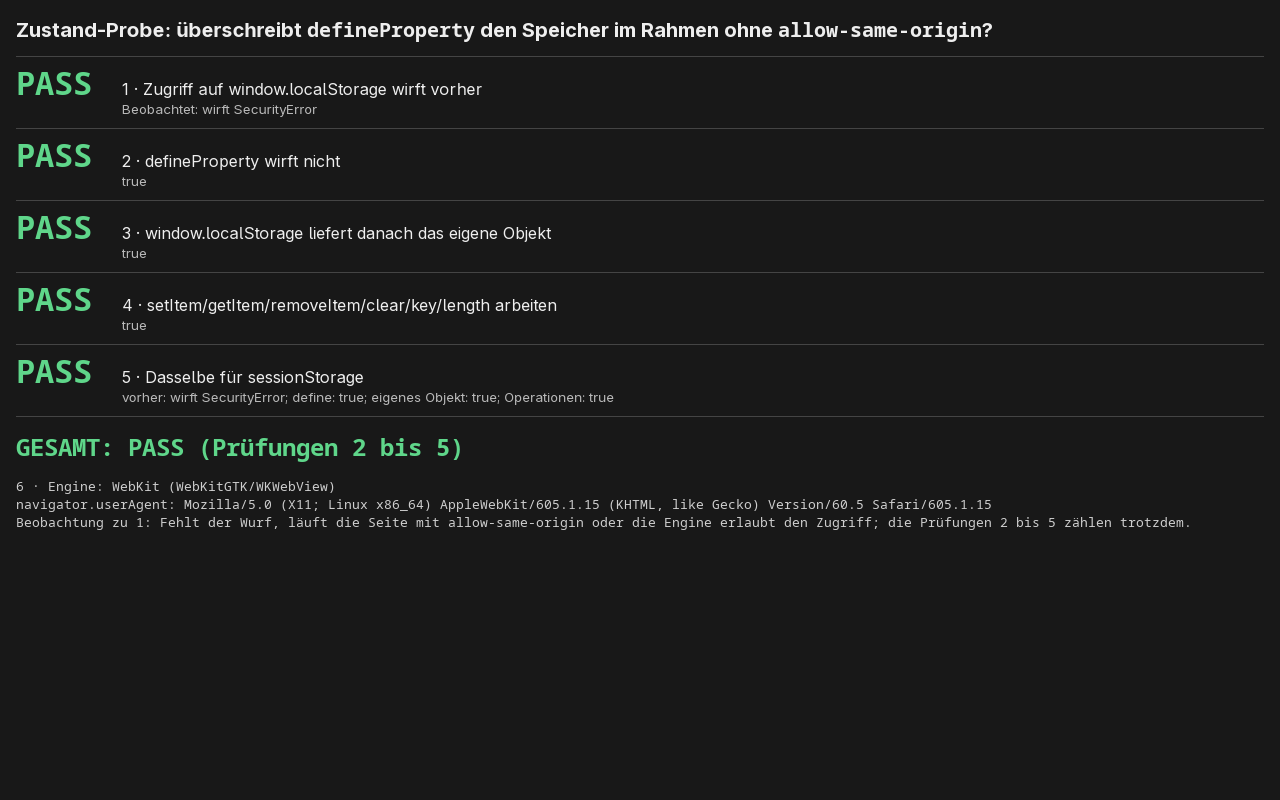 Zustand-Probe: überschreibt defineProperty den Speicher im Rahmen ohne allow-same-origin?
PASS
1 · Zugriff auf window.localStorage wirft vorher
Beobachtet: wirft SecurityError
PASS
2 · defineProperty wirft nicht
true
PASS
3 · window.localStorage liefert danach das eigene Objekt
true
PASS
4 · setItem/getItem/removeItem/clear/key/length arbeiten
true
PASS
5 · Dasselbe für sessionStorage
vorher: wirft SecurityError; define: true; eigenes Objekt: true; Operationen: true
GESAMT: PASS (Prüfungen 2 bis 5)
6 · Engine: WebKit (WebKitGTK/WKWebView)
navigator.userAgent: Mozilla/5.0 (X11; Linux x86_64) AppleWebKit/605.1.15 (KHTML, like Gecko) Version/60.5 Safari/605.1.15
Beobachtung zu 1: Fehlt der Wurf, läuft die Seite mit allow-same-origin oder die Engine erlaubt den Zugriff; die Prüfungen 2 bis 5 zählen trotzdem.